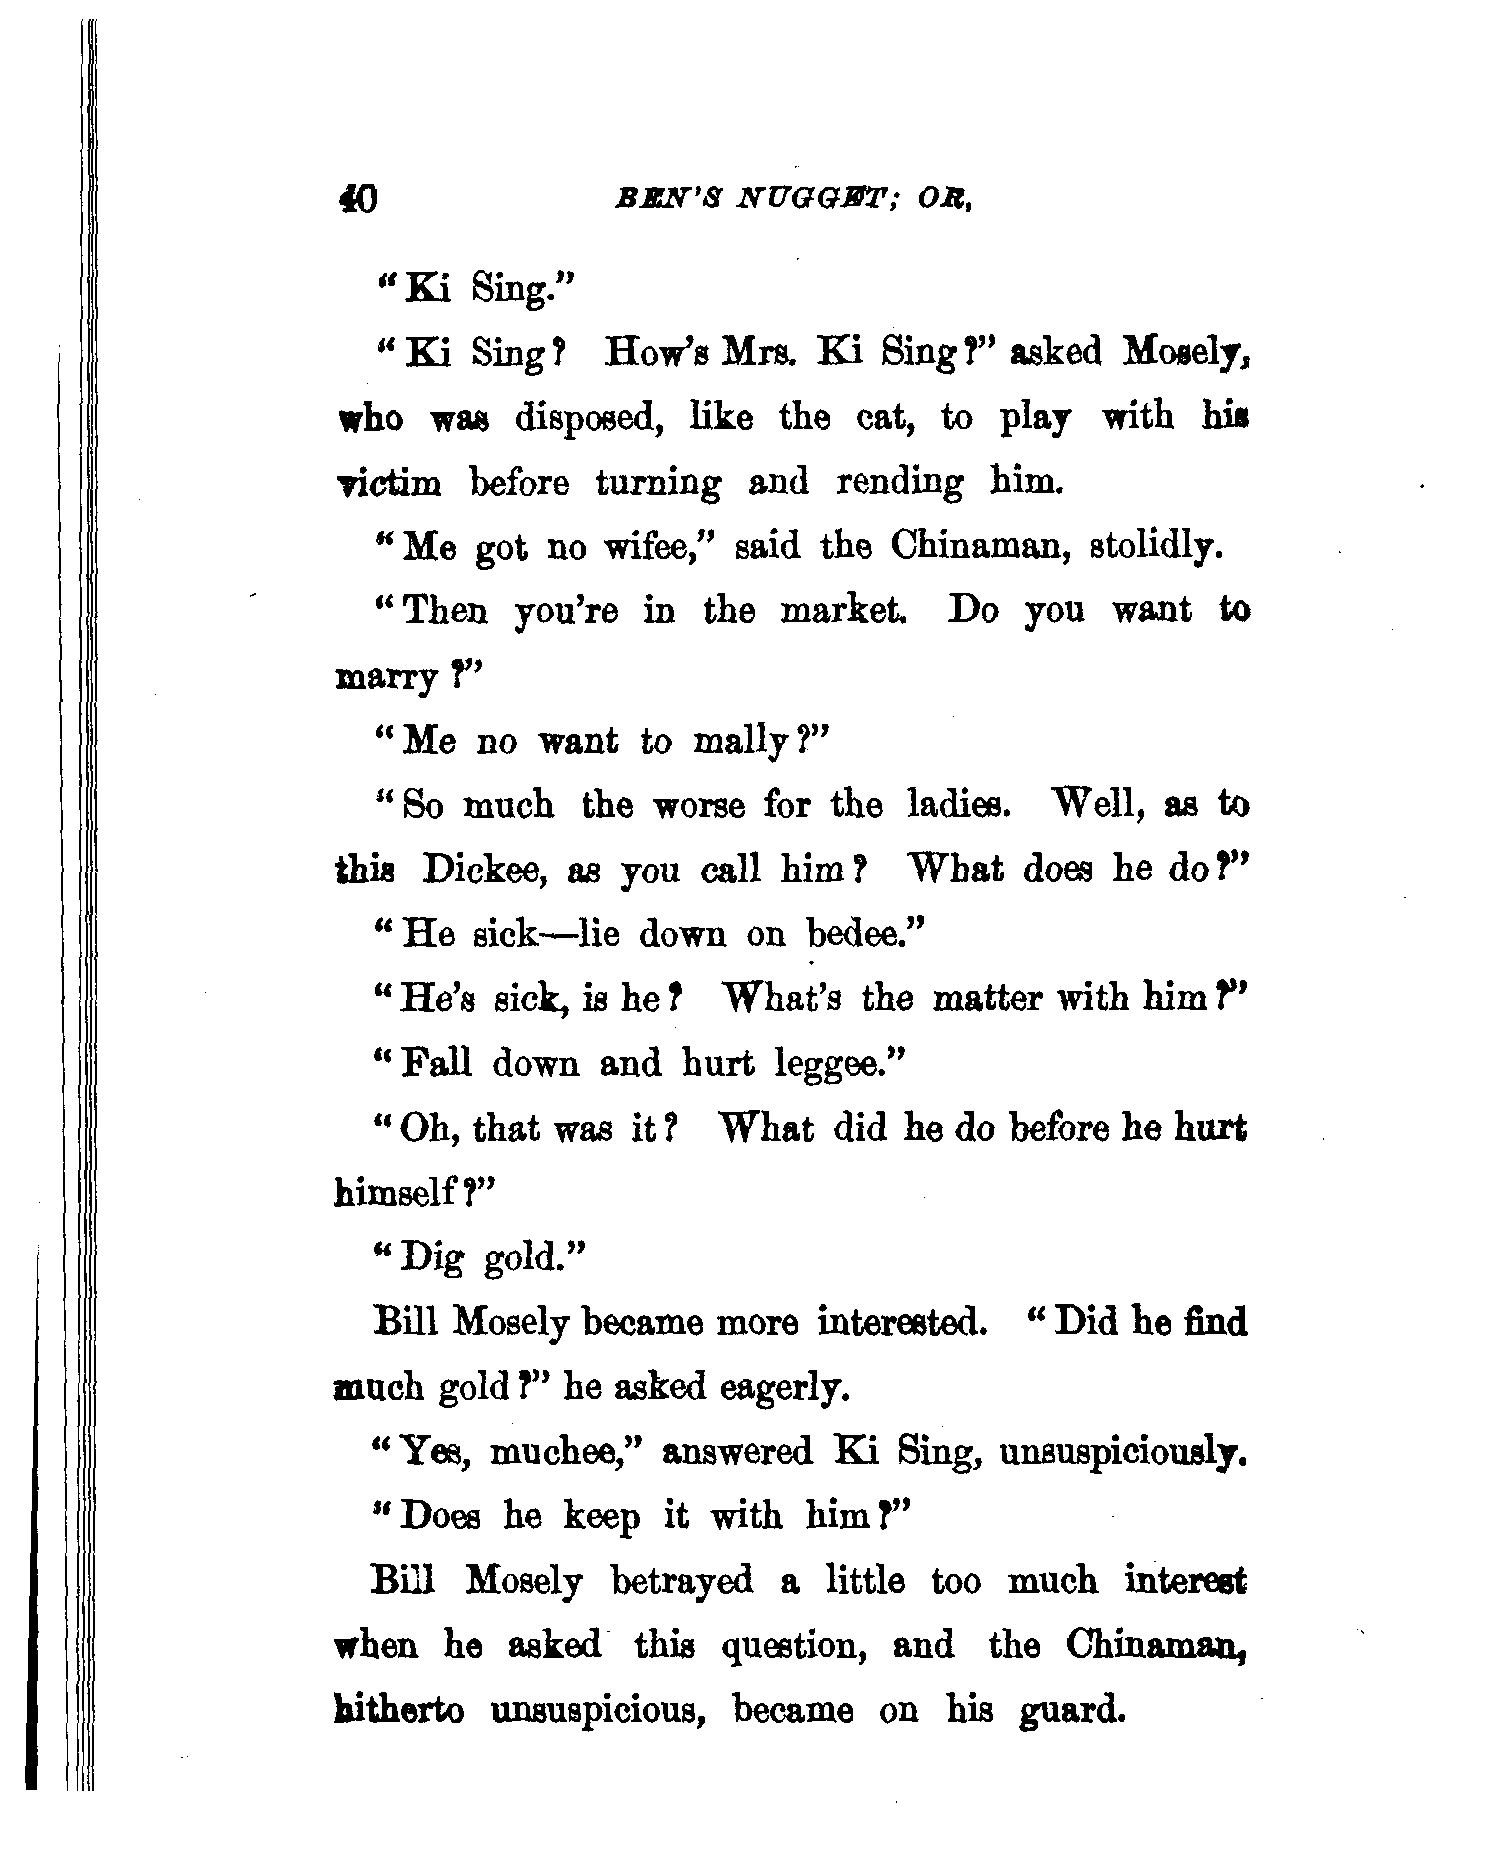 40 BEN'S NUGGET; OR,
"Ki Sing."
"Ki Sing? How's Mrs. Ki Sing?" asked Mosely,
who was disposed, like the cat, to play with his
victim before turning and rending him.
"Me got no wifee," said the Chinaman, stolidly.
"Then you're in the market. Do you want to
marry?"
"Me no want to mally?"
"So much the worse for the ladies. Well, as to
this Dickee, as you call him? What does he do?"
"He sick—lie down on bedee."
"He's sick, is he? What's the matter with him?"
"Fall down and hurt leggee."
"Oh, that was it? What did he do before he hurt
himself?"
"Dig gold."
Bill Mosely became more interested. "Did he find
much gold?" he asked eagerly.
"Yes, muchee," answered Ki Sing, unsuspiciously.
"Does he keep it with him?"
Bill Mosely betrayed a little too much interest
when he asked this question, and the Chinaman,
hitherto unsuspicious, became on his guard.